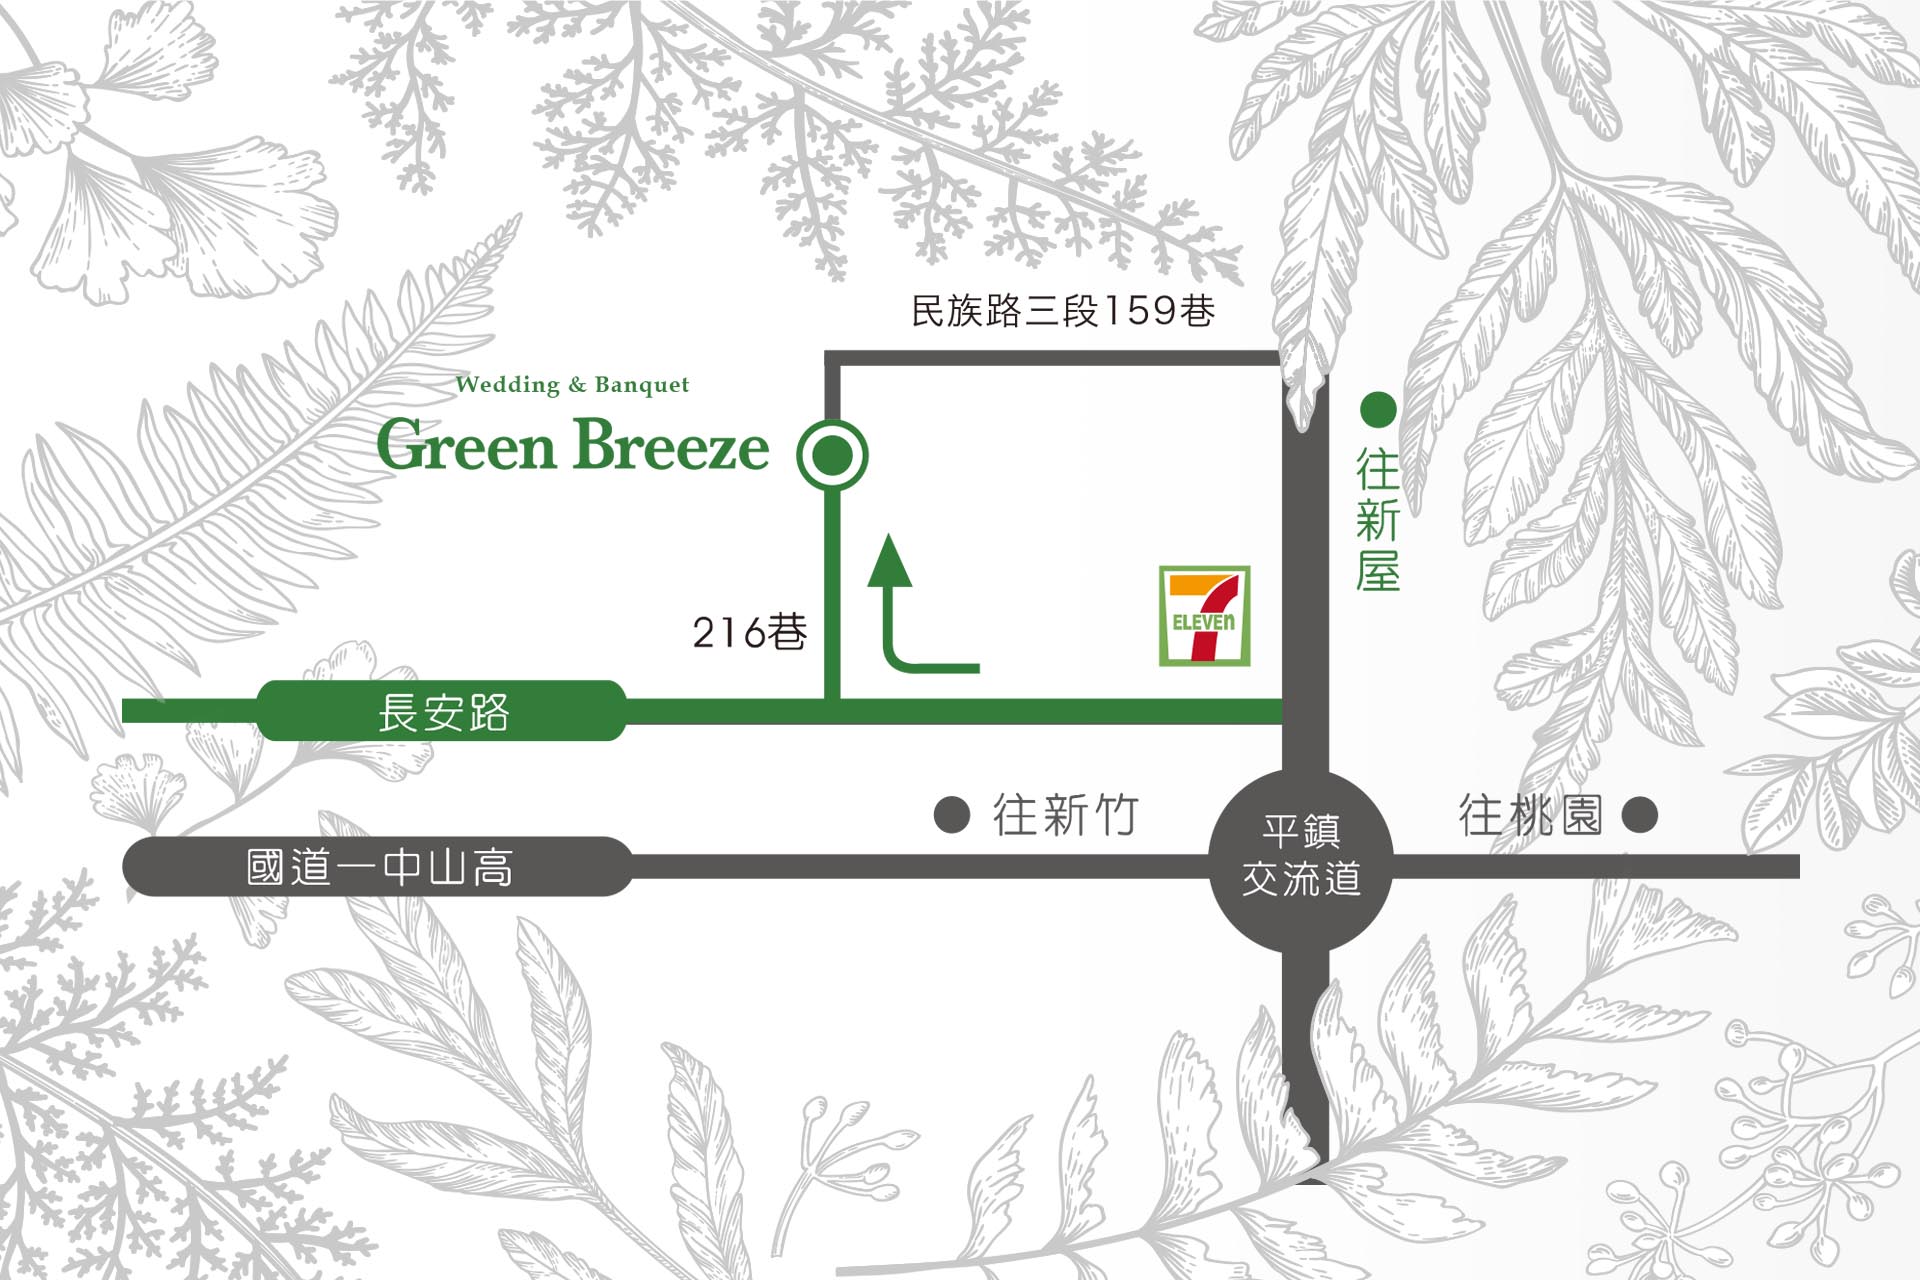 民族路三段159巷
Wedding & Banquet
Green Breeze
往新屋
7
ELEVEn
216巷
長安路
往新竹
平鎮
交流道
往桃園
國道一中山高